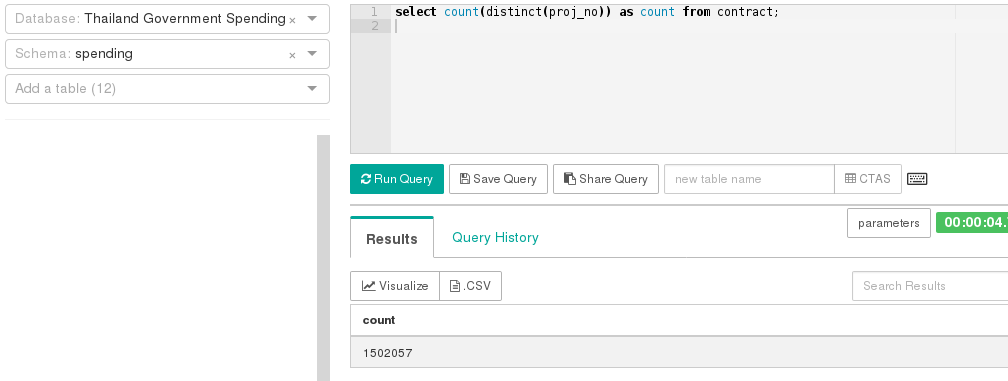 Database: Thailand Government Spending ×
Schema: spending ×
Add a table (12)
1 select count(distinct(proj_no)) as count from contract;
2
Run Query Save Query Share Query new table name CTAS
parameters 00:00:04.
Results Query History
Visualize .CSV Search Results
count
1502057